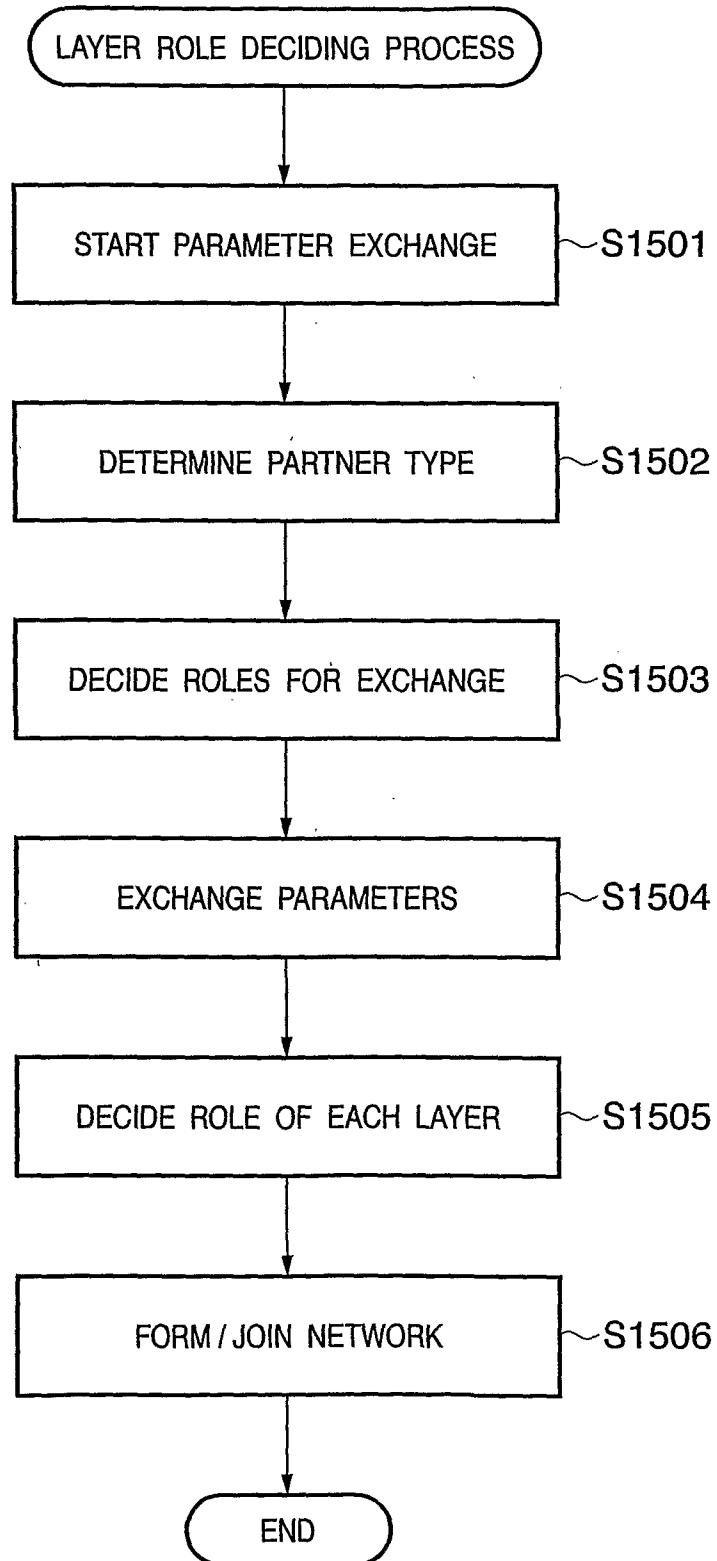 LAYER ROLE DECIDING PROCESS
START PARAMETER EXCHANGE
S1501
DETERMINE PARTNER TYPE
S1502
DECIDE ROLES FOR EXCHANGE
S1503
EXCHANGE PARAMETERS
S1504
DECIDE ROLE OF EACH LAYER
S1505
FORM / JOIN NETWORK
S1506
END